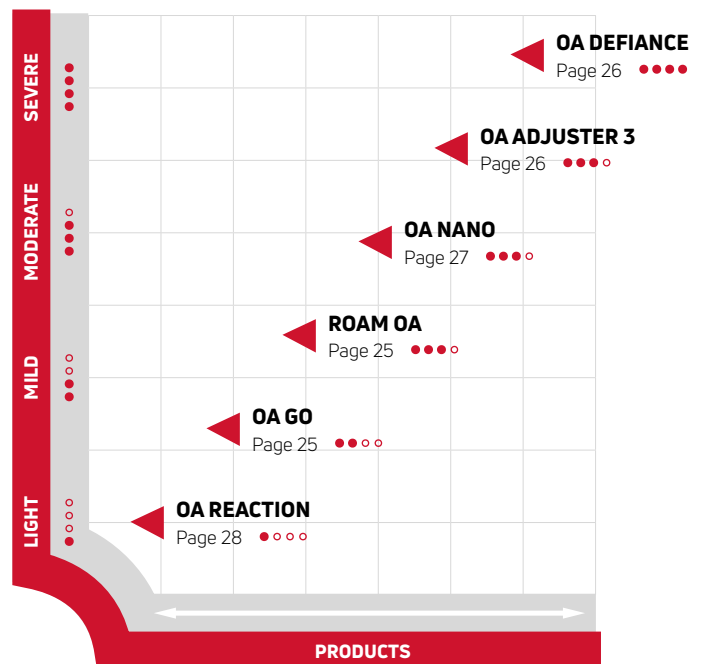 SEVERE
MODERATE
MILD
LIGHT
OA DEFIANCE
Page 26
OA ADJUSTER 3
Page 26
OA NANO
Page 27
ROAM OA
Page 25
OA GO
Page 25
OA REACTION
Page 28
PRODUCTS